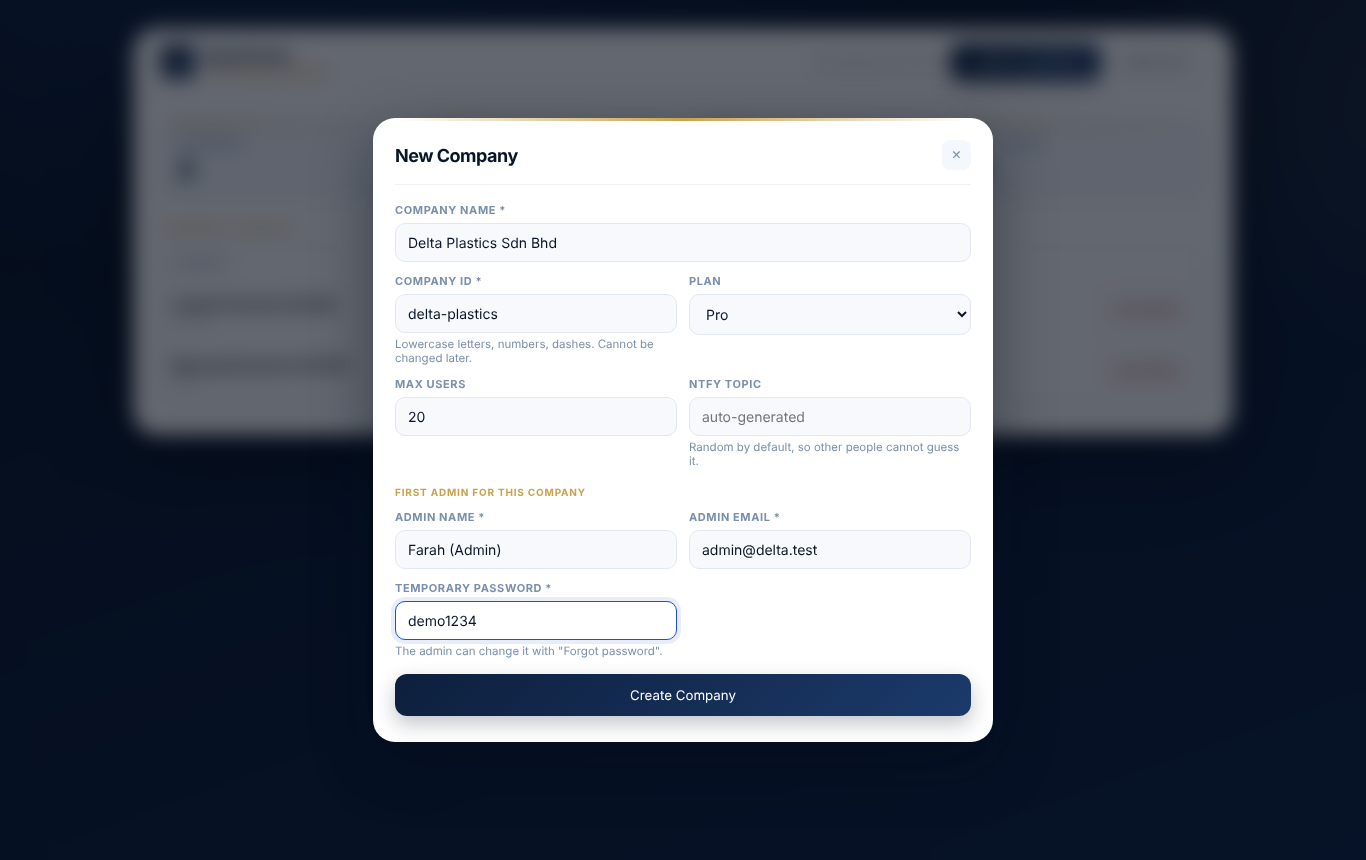 New Company
×
COMPANY NAME *
Delta Plastics Sdn Bhd
COMPANY ID *
PLAN
delta-plastics
Pro
Lowercase letters, numbers, dashes. Cannot be
changed later.
MAX USERS
NTFY TOPIC
20
auto-generated
Random by default, so other people cannot guess
it.
FIRST ADMIN FOR THIS COMPANY
ADMIN NAME *
ADMIN EMAIL *
Farah (Admin)
admin@delta.test
TEMPORARY PASSWORD *
demo1234
The admin can change it with "Forgot password".
Create Company